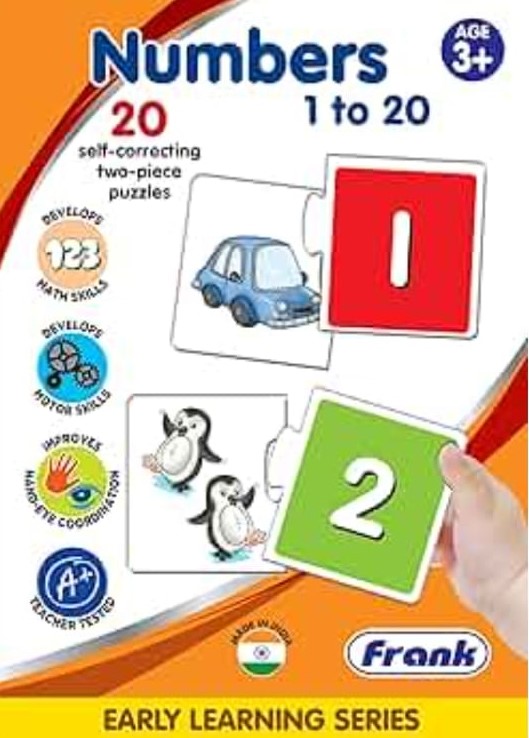 Numbers
AGE
3+
1 to 20
20
self-correcting
two-piece
puzzles
DEVELOPS
123
MATH SKILLS
1
DEVELOPS
MOTOR SKILLS
IMPROVES
HAND-EYE COORDINATION
2
A+
TEACHER TESTED
MADE IN INDIA
Frank
EARLY LEARNING SERIES